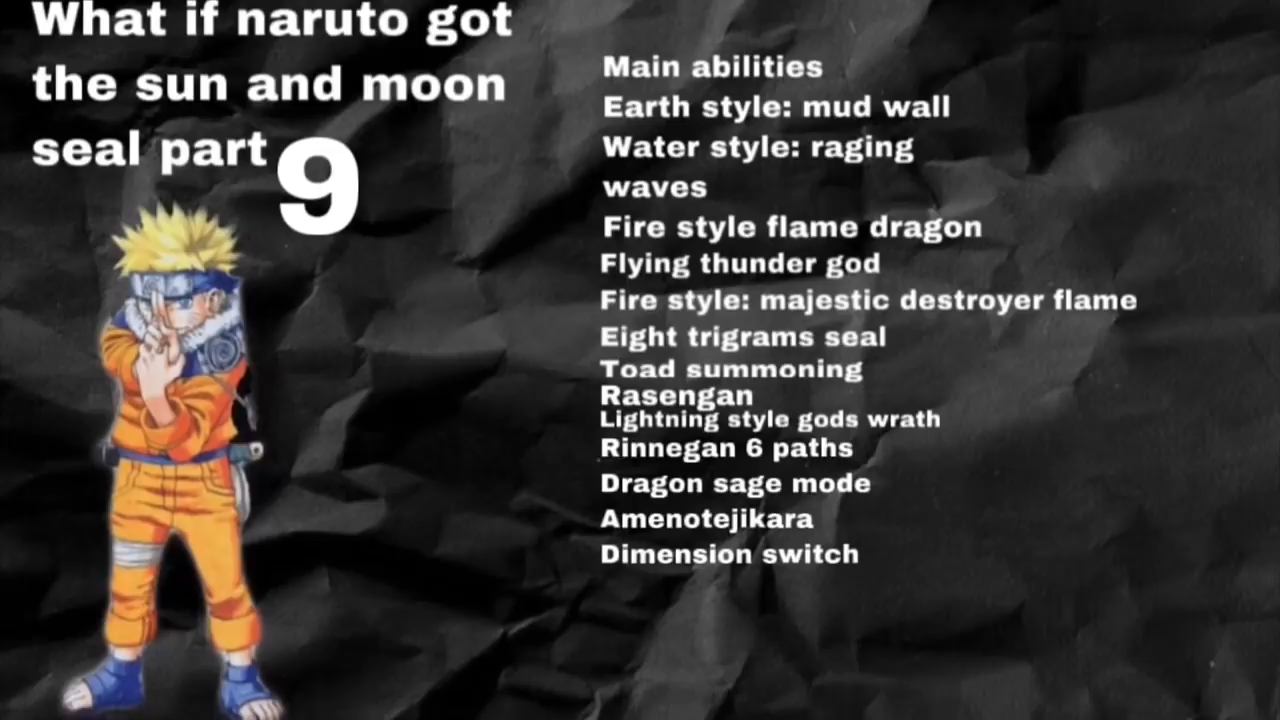 What if naruto got
the sun and moon
seal part 9
Main abilities
Earth style: mud wall
Water style: raging
waves
Fire style flame dragon
Flying thunder god
Fire style: majestic destroyer flame
Eight trigrams seal
Toad summoning
Rasengan
Lightning style gods wrath
Rinnegan 6 paths
Dragon sage mode
Amenotejikara
Dimension switch